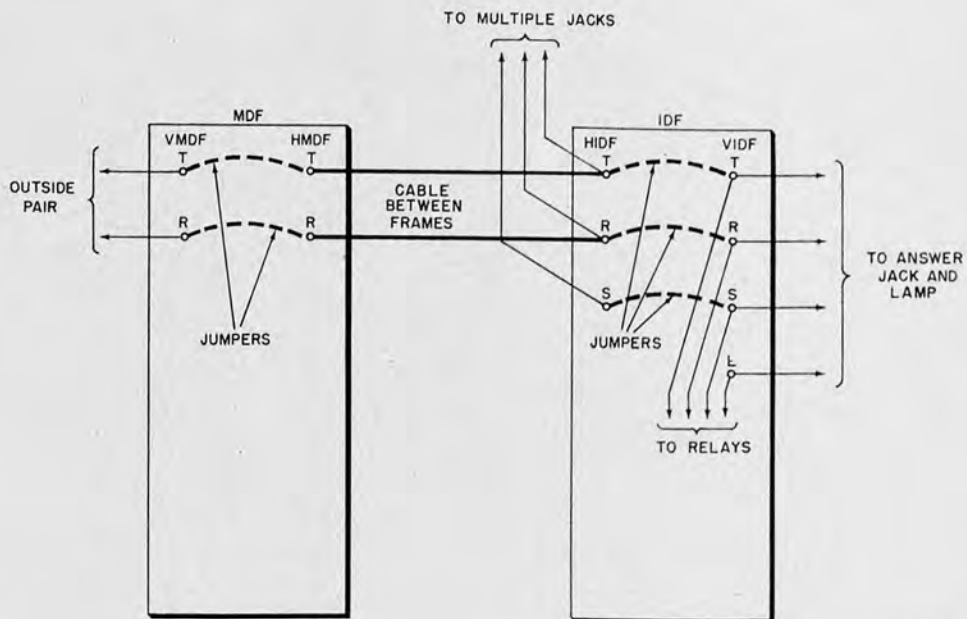 TO MULTIPLE JACKS
MDF
IDF
VMDF
HMDF
HIDF
VIDF
T
T
T
T
OUTSIDE
PAIR
CABLE
BETWEEN
FRAMES
R
R
R
R
TO ANSWER
JACK AND
LAMP
S
S
JUMPERS
JUMPERS
L
TO RELAYS